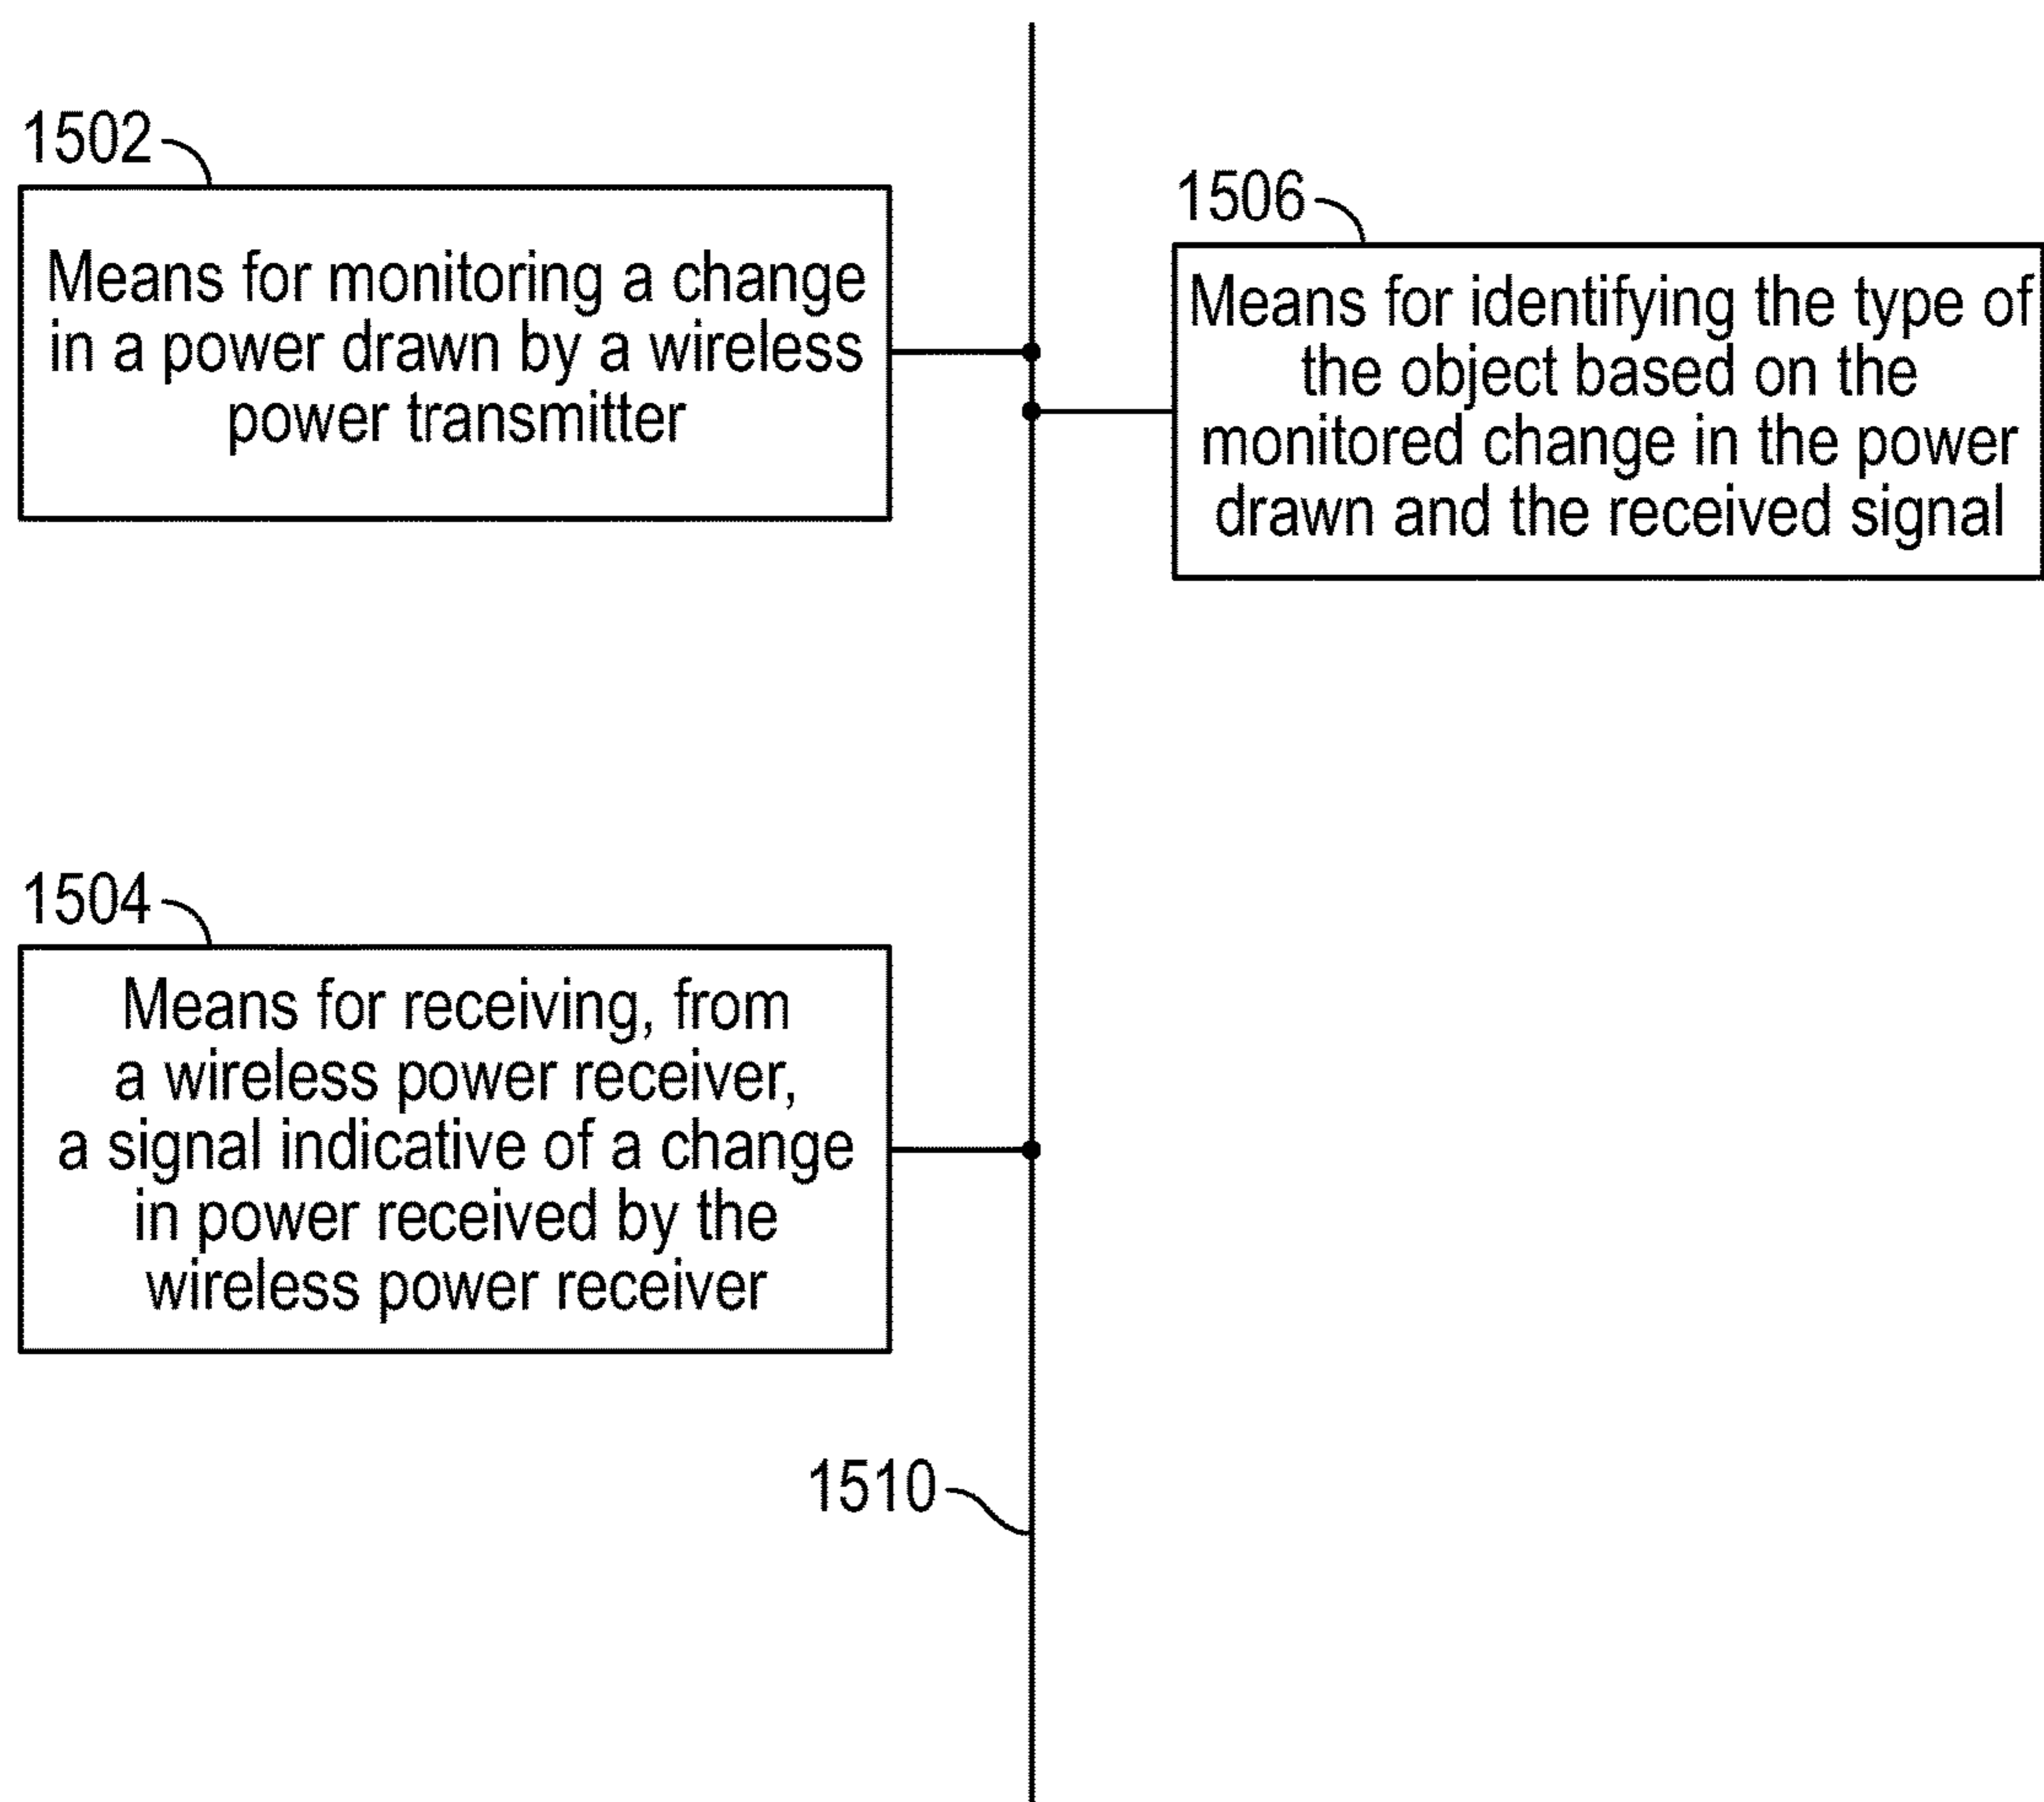 1502
Means for monitoring a change
in a power drawn by a wireless
power transmitter
1506
Means for identifying the type of
the object based on the
monitored change in the power
drawn and the received signal
1504
Means for receiving, from
a wireless power receiver,
a signal indicative of a change
in power received by the
wireless power receiver
1510